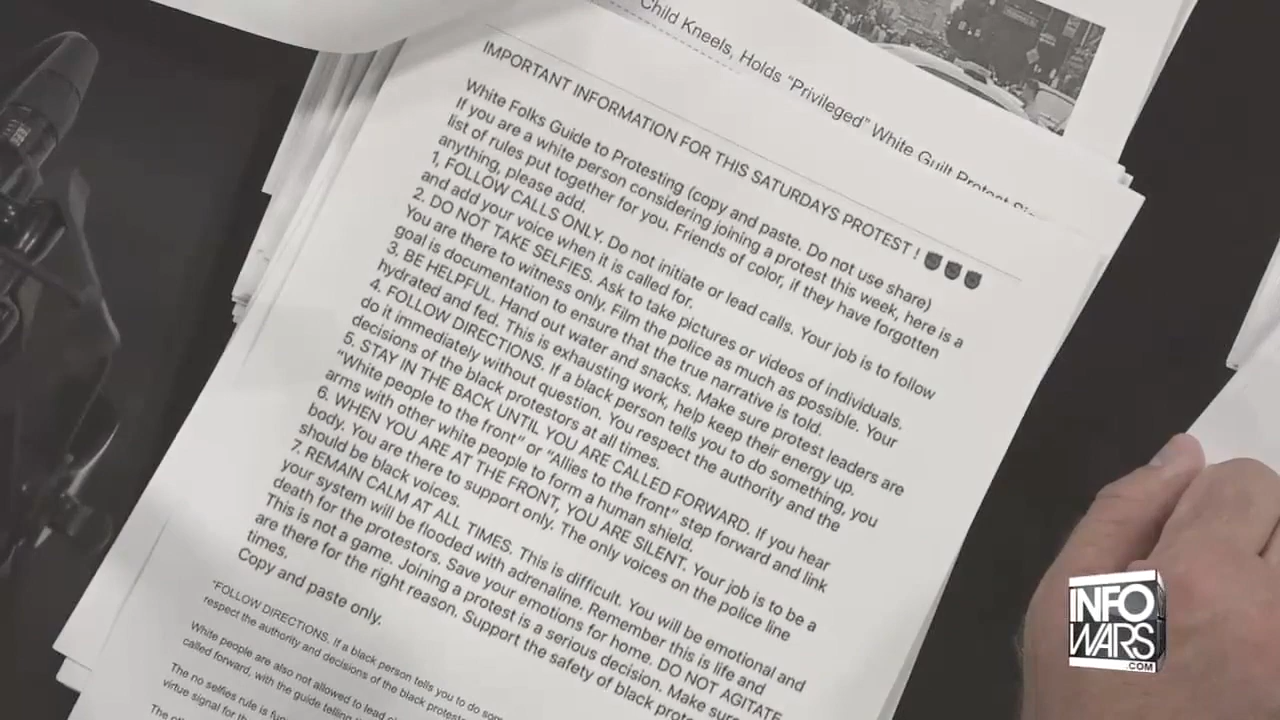 Child Kneels, Holds "Privileged" White Guilt Protest
IMPORTANT INFORMATION FOR THIS SATURDAYS PROTEST !
White Folks Guide to Protesting (copy and paste. Do not use share)
If you are a white person considering joining a protest this week, here is a
list of rules put together for you. Friends of color, if they have forgotten
anything, please add.
1, FOLLOW CALLS ONLY. Do not initiate or lead calls. Your job is to follow
and add your voice when it is called for.
2. DO NOT TAKE SELFIES. Ask to take pictures or videos of individuals.
You are there to witness only. Film the police as much as possible. Your
goal is documentation to ensure that the true narrative is told.
3. BE HELPFUL. Hand out water and snacks. Make sure protest leaders are
hydrated and fed. This is exhausting work, help keep their energy up.
4. FOLLOW DIRECTIONS. If a black person tells you to do something, you
do it immediately without question. You respect the authority and the
decisions of the black protestors at all times.
5. STAY IN THE BACK UNTIL YOU ARE CALLED FORWARD. If you hear
"White people to the front" or "Allies to the front" step forward and link
arms with other white people to form a human shield.
6. WHEN YOU ARE AT THE FRONT, YOU ARE SILENT. Your job is to be a
body. You are there to support only. The only voices on the police line
should be black voices.
7. REMAIN CALM AT ALL TIMES. This is difficult. You will be emotional and
your system will be flooded with adrenaline. Remember this is life and
death for the protestors. Save your emotions for home. DO NOT AGITATE
This is not a game. Joining a protest is a serious decision. Make sure
are there for the right reason. Support the safety of black
times.
Copy and paste only.
"FOLLOW DIRECTIONS. If a black person tells you to do
respect the authority and decisions of the black
White people are also not allowed to lead
called forward, with the guide telling
The no selfies rule is
virtue signal for
INFO
WARS
.COM